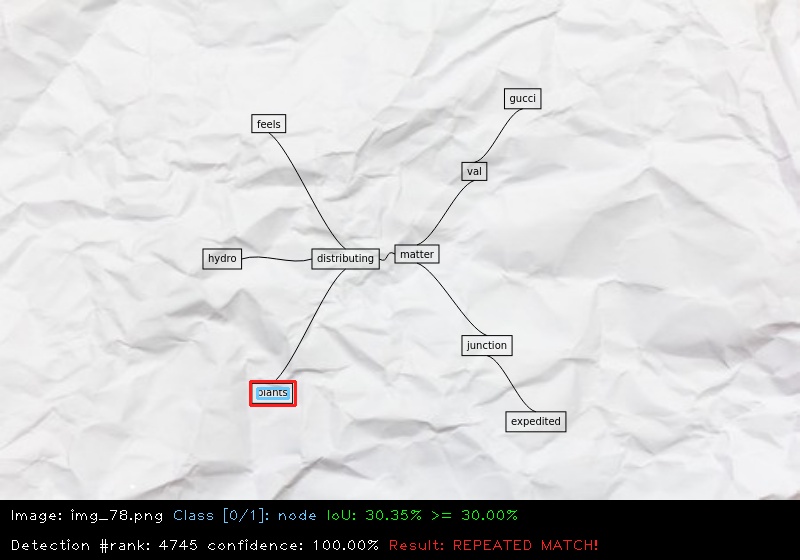 gucci
feels
val
matter
hydro
distributing
junction
expedited
Image: img_78.png Class [0/1]: node IoU: 30.35% >= 30.00%
Detection #rank: 4745 confidence: 100.00% Result: REPEATED MATCH!